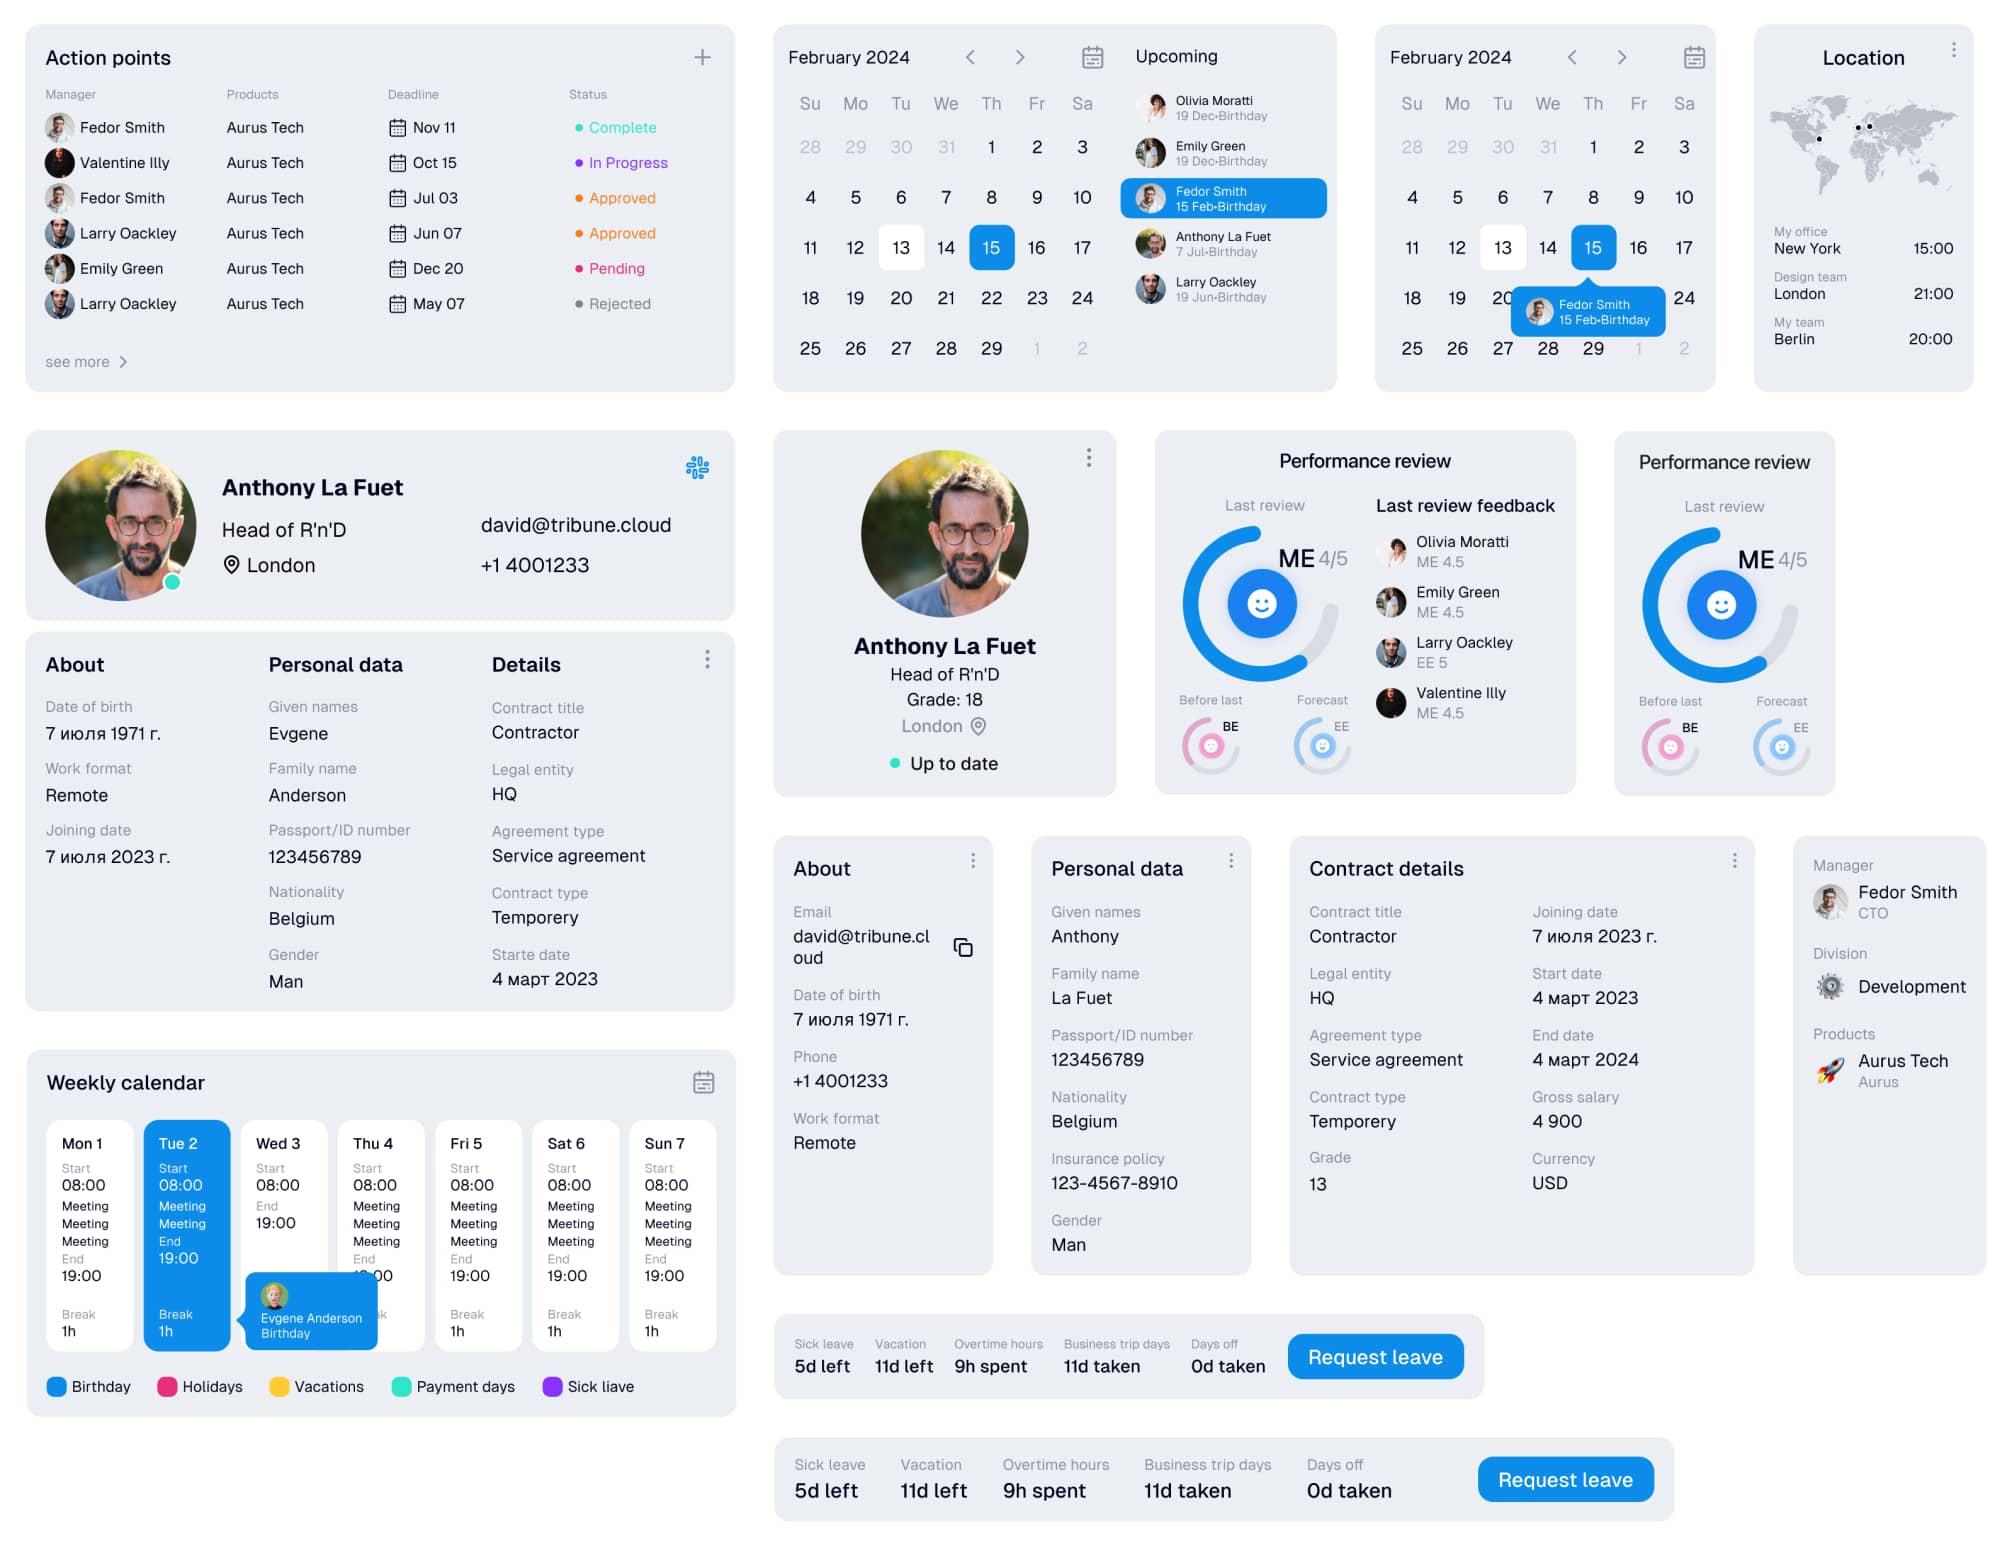 Action points
Manager Products Deadline Status
Fedor Smith Aurus Tech Nov 11 Complete
Valentine Illy Aurus Tech Oct 15 In Progress
Fedor Smith Aurus Tech Jul 03 Approved
Larry Oackley Aurus Tech Jun 07 Approved
Emily Green Aurus Tech Dec 20 Pending
Larry Oackley Aurus Tech May 07 Rejected
see more
February 2024
Su Mo Tu We Th Fr Sa
28 29 30 31 1 2 3
4 5 6 7 8 9 10
11 12 13 14 15 16 17
18 19 20 21 22 23 24
25 26 27 28 29 1 2
Upcoming
Olivia Moratti
19 Dec•Birthday
Emily Green
19 Dec•Birthday
Fedor Smith
15 Feb•Birthday
Anthony La Fuet
7 Jul•Birthday
Larry Oackley
19 Jun•Birthday
February 2024
Su Mo Tu We Th Fr Sa
28 29 30 31 1 2 3
4 5 6 7 8 9 10
11 12 13 14 15 16 17
18 19 20 24
Fedor Smith
15 Feb•Birthday
25 26 27 28 29 1 2
Location
My office
New York 15:00
Design team
London 21:00
My team
Berlin 20:00
Anthony La Fuet
Head of R'n'D
London
david@tribune.cloud
+1 4001233
About
Date of birth
7 июля 1971 г.
Work format
Remote
Joining date
7 июля 2023 г.
Personal data
Given names
Evgene
Family name
Anderson
Passport/ID number
123456789
Nationality
Belgium
Gender
Man
Details
Contract title
Contractor
Legal entity
HQ
Agreement type
Service agreement
Contract type
Temporery
Starte date
4 март 2023
Anthony La Fuet
Head of R'n'D
Grade: 18
London
Up to date
Performance review
Last review
ME 4/5
Before last
BE
Forecast
EE
Last review feedback
Olivia Moratti
ME 4.5
Emily Green
ME 4.5
Larry Oackley
EE 5
Valentine Illy
ME 4.5
Performance review
Last review
ME 4/5
Before last
BE
Forecast
EE
About
Email
david@tribune.cl
oud
Date of birth
7 июля 1971 г.
Phone
+1 4001233
Work format
Remote
Personal data
Given names
Anthony
Family name
La Fuet
Passport/ID number
123456789
Nationality
Belgium
Insurance policy
123-4567-8910
Gender
Man
Contract details
Contract title
Contractor
Legal entity
HQ
Agreement type
Service agreement
Contract type
Temporery
Grade
13
Joining date
7 июля 2023 г.
Start date
4 март 2023
End date
4 март 2024
Gross salary
4 900
Currency
USD
Manager
Fedor Smith
CTO
Division
Development
Products
Aurus Tech
Aurus
Weekly calendar
Mon 1
Start
08:00
Meeting
Meeting
Meeting
End
19:00
Break
1h
Tue 2
Start
08:00
Meeting
Meeting
End
19:00
Break
1h
Wed 3
Start
08:00
End
19:00
Evgene Anderson
Birthday
Thu 4
Start
08:00
Meeting
Meeting
Meeting
End
Fri 5
Start
08:00
Meeting
Meeting
Meeting
End
19:00
Break
1h
Sat 6
Start
08:00
Meeting
Meeting
Meeting
End
19:00
Break
1h
Sun 7
Start
08:00
Meeting
Meeting
Meeting
End
19:00
Break
1h
Birthday Holidays Vacations Payment days Sick liave
Sick leave Vacation Overtime hours Business trip days Days off
5d left 11d left 9h spent 11d taken 0d taken
Request leave
Sick leave Vacation Overtime hours Business trip days Days off
5d left 11d left 9h spent 11d taken 0d taken
Request leave